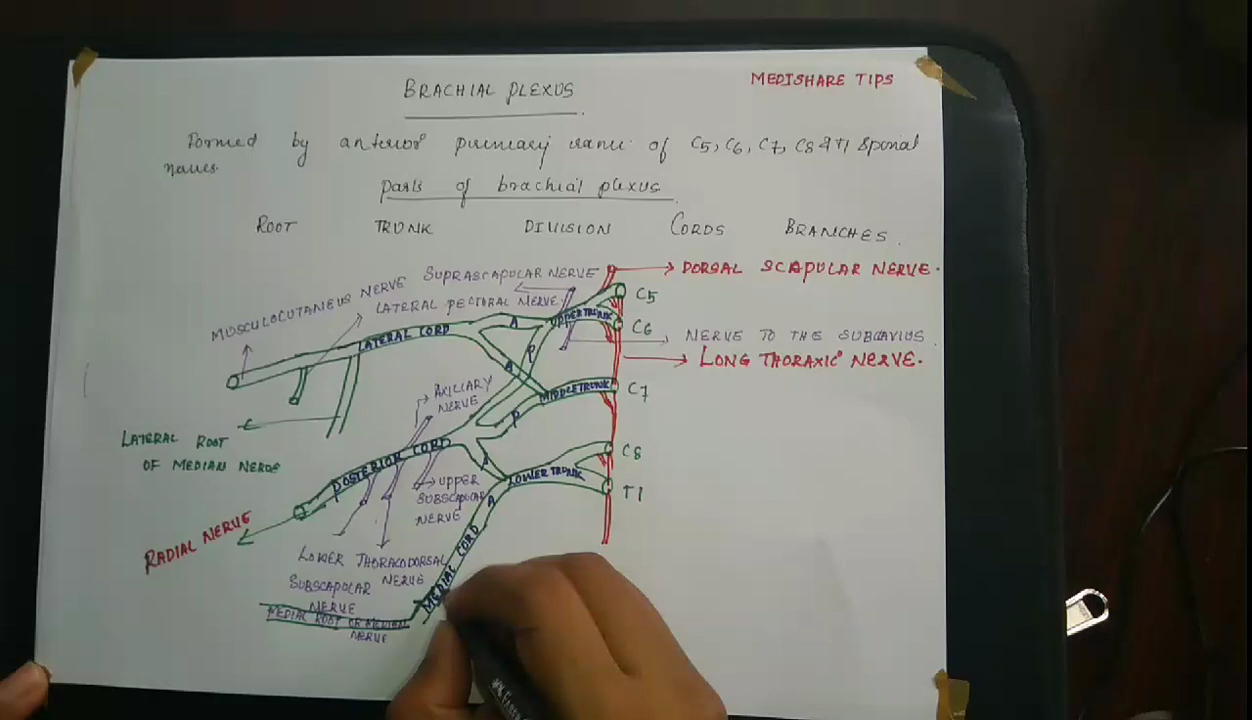 BRACHIAL PLEXUS
MEDISHARE TIPS
Formed by anterior primary rami of C5, C6, C7, C8 & T1 Spinal
naues.
parts of brachial plexus
ROOT TRUNK DIVISION CORDS BRANCHES.
SUPRASCAPULAR NERVE
DORSAL SCAPULAR NERVE.
MUSCULOCUTANEUS NERVE
LATERAL PECTORAL NERVE
C5
UPPER TRUNK
A
LATERAL CORD
C6
NERVE TO THE SUBCAVIUS
P
LONG THORAXIC NERVE.
A
MIDDLE TRUNK
C7
AXILIARY
NERVE
P
LATERAL ROOT
OF MEDIAN NERVE
POSTERIOR CORD
C8
P
LOWER TRUNK
T1
UPPER
SUBSCAPULAR
NERVE
A
RADIAL NERVE
MEDIAL CORD
LOWER THORACODORSAL
SUBSCAPULAR NERVE
NERVE
MEDIAL ROOT OF MEDIAN
NERVE